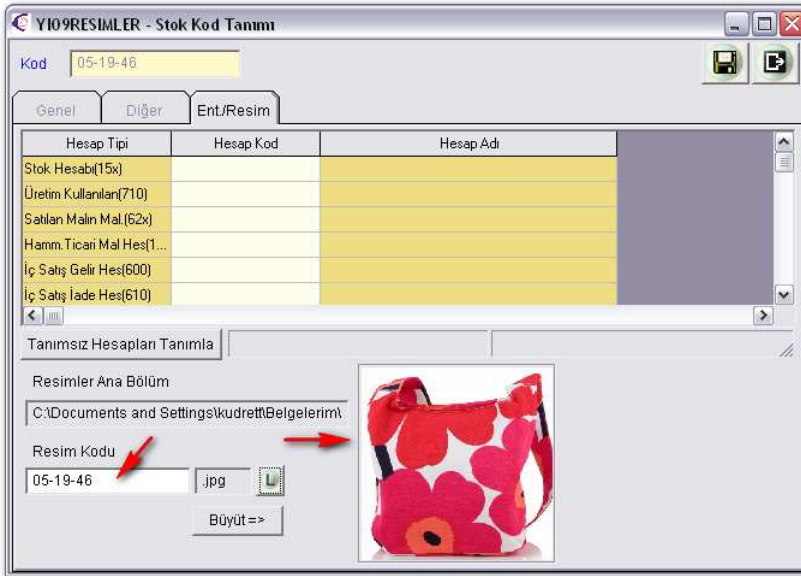 YI09RESIMLER - Stok Kod Tanımı
Kod 05-19-46
Genel Diğer Ent./Resim
Hesap Tipi Hesap Kod Hesap Adı
Stok Hesabı(15x)
Üretim Kullanılan(710)
Satılan Malın Mal.(62x)
Hamm.Ticari Mal Hes(1...
İç Satış Gelir Hes(600)
İç Satış İade Hes(610)
Tanımsız Hesapları Tanımla
Resimler Ana Bölüm
C:\Documents and Settings\kudrett\Belgelerim\
Resim Kodu
05-19-46 .jpg L
Büyüt =>